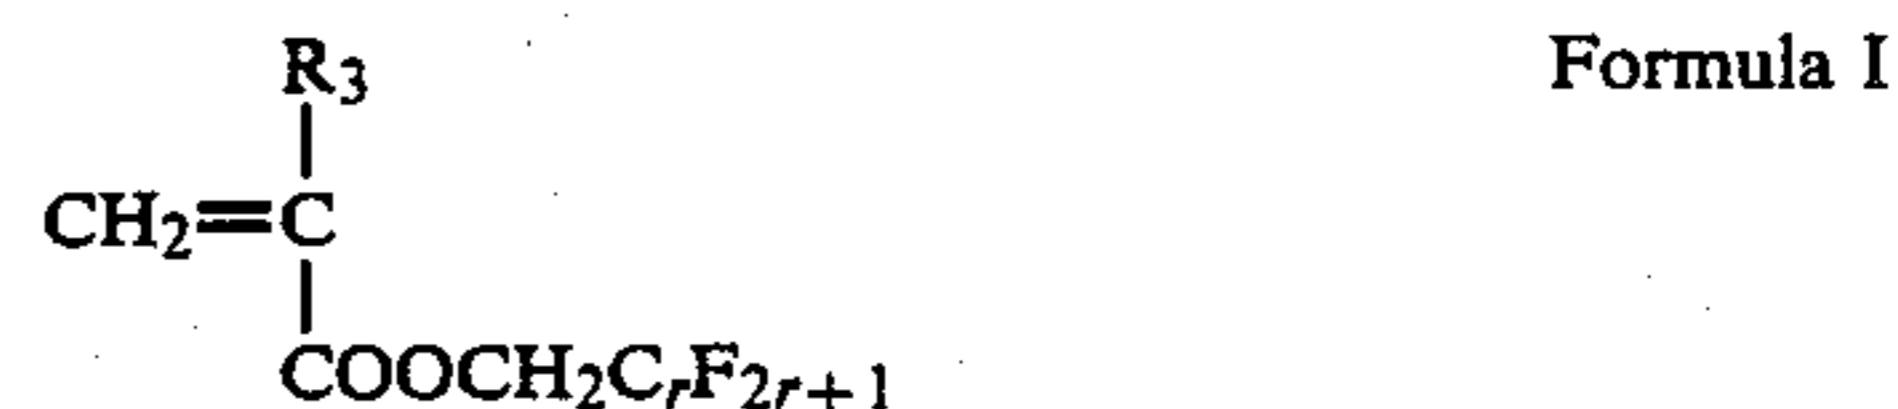 R₃ Formula I
CH₂=C
COOCH₂CᵣF₂ᵣ₊₁